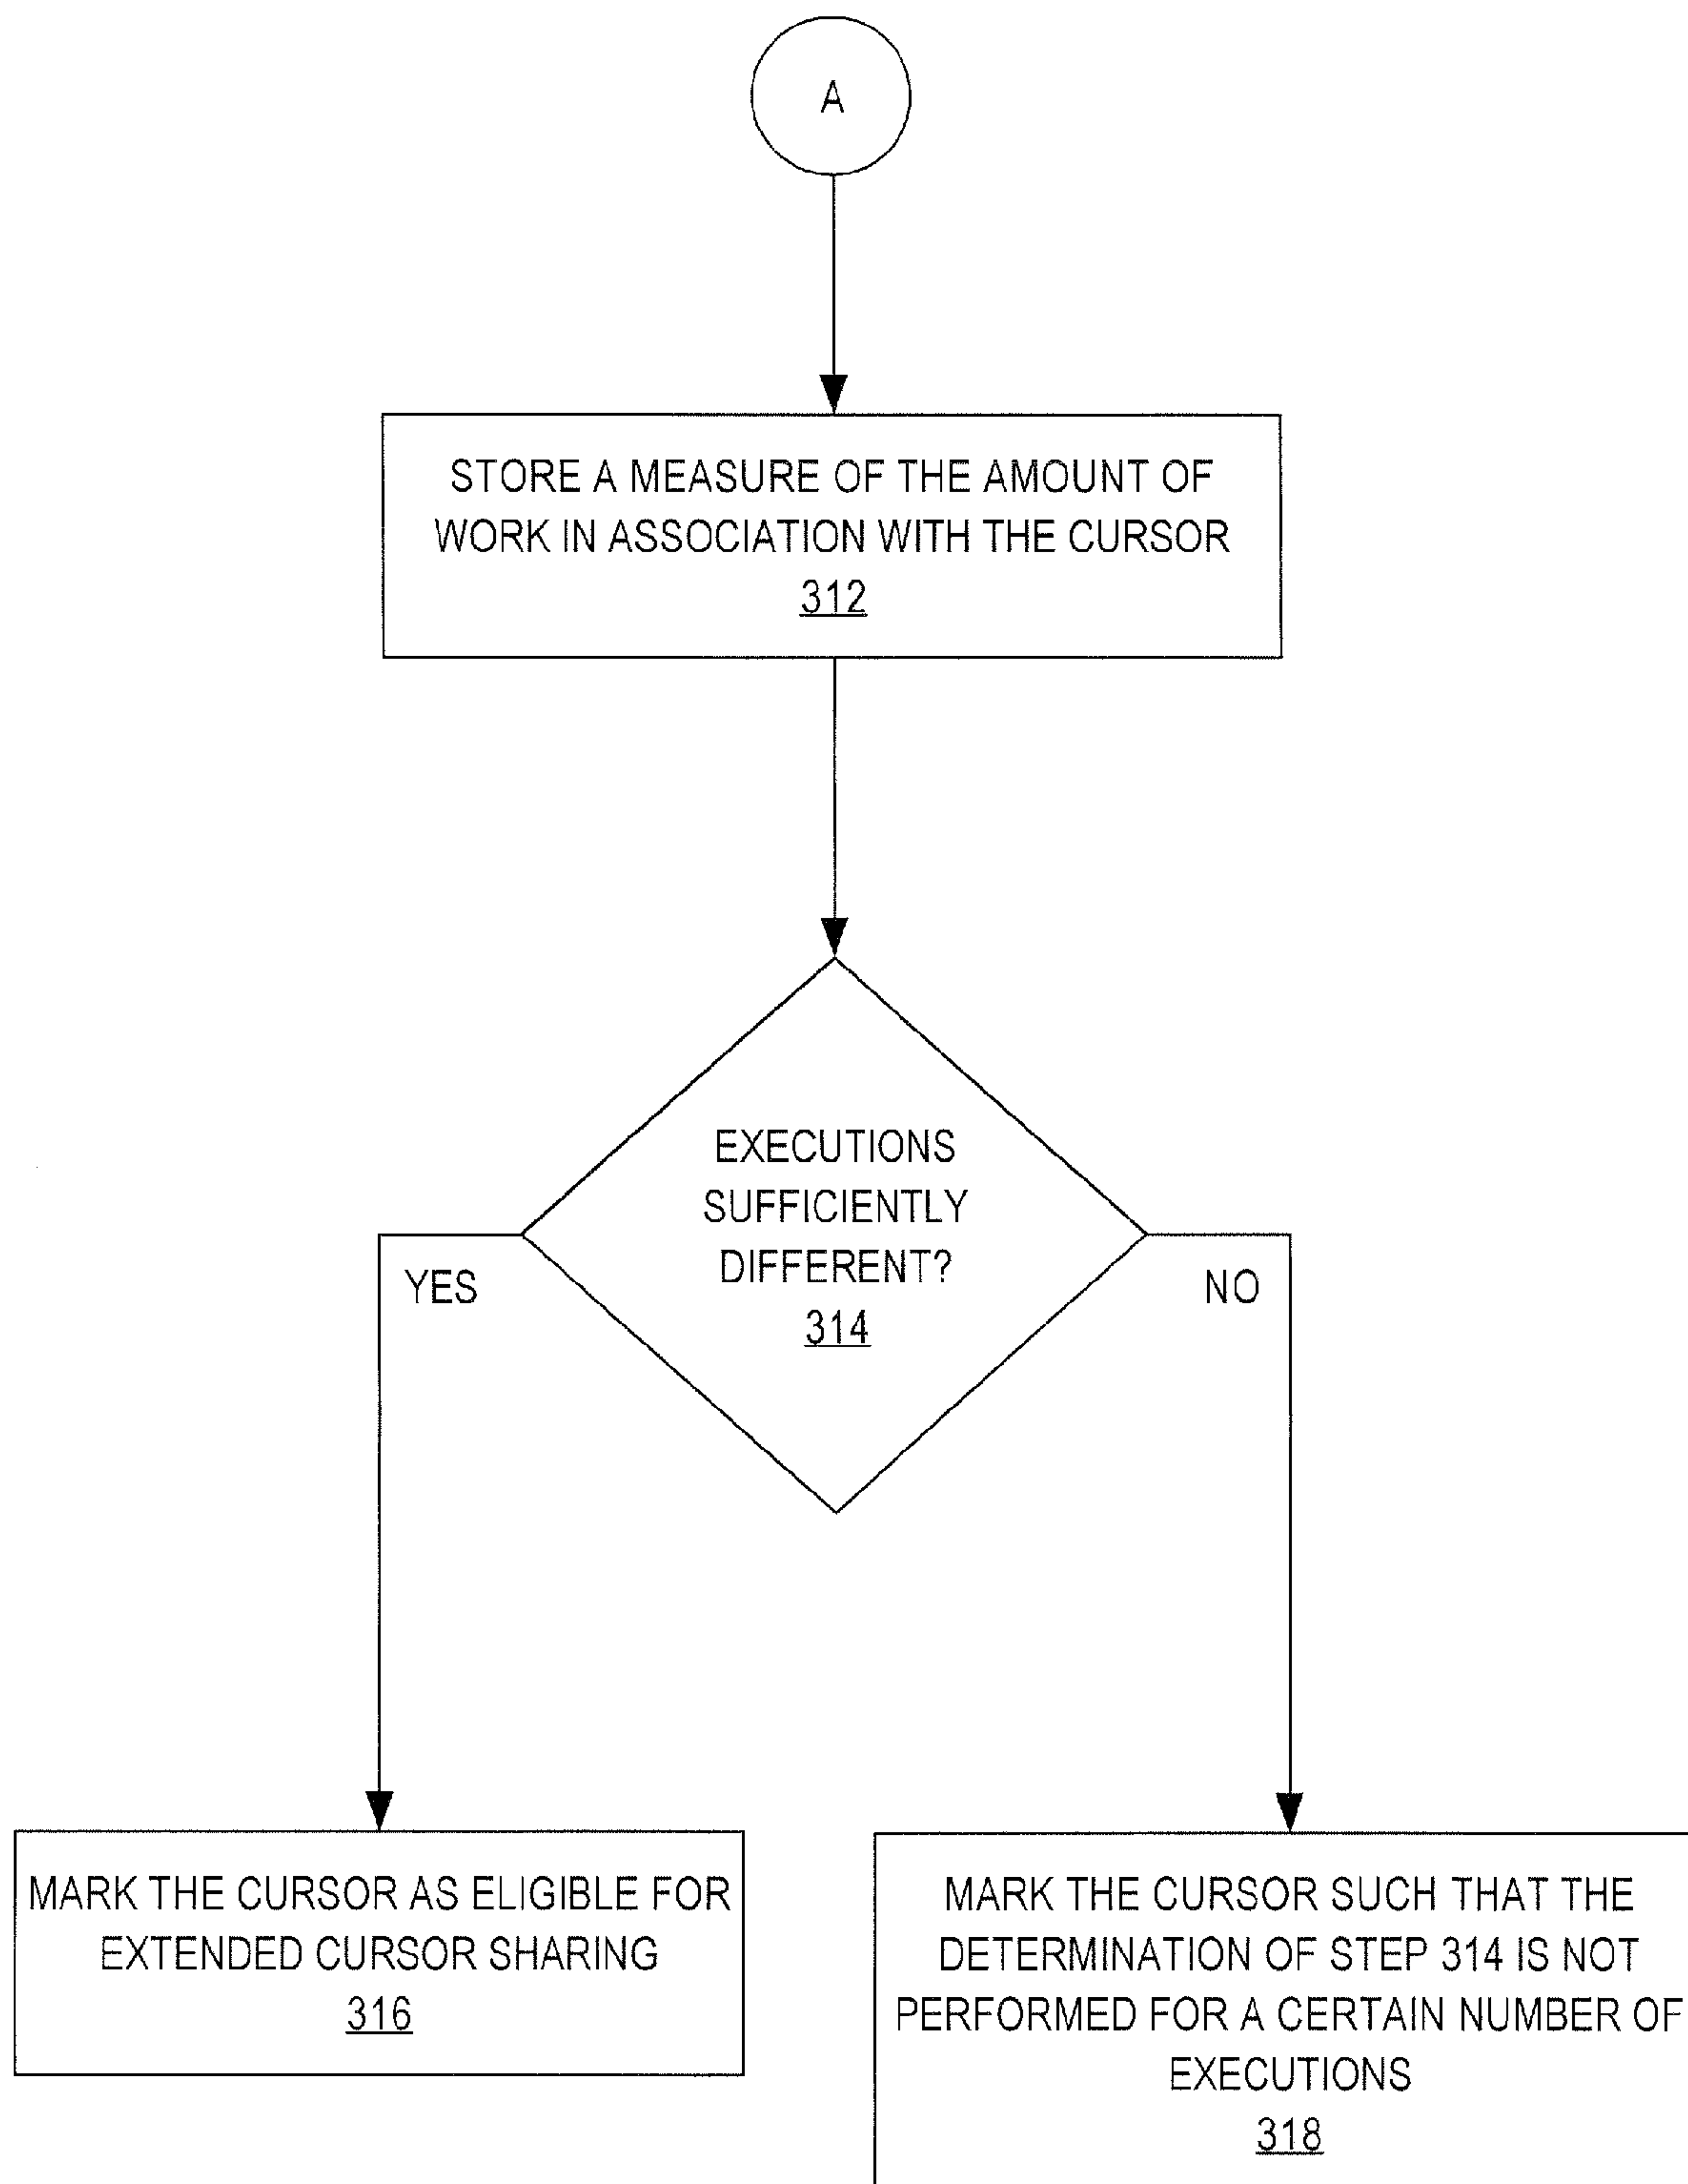 A
STORE A MEASURE OF THE AMOUNT OF
WORK IN ASSOCIATION WITH THE CURSOR
312
EXECUTIONS
SUFFICIENTLY
DIFFERENT?
314
YES
NO
MARK THE CURSOR AS ELIGIBLE FOR
EXTENDED CURSOR SHARING
316
MARK THE CURSOR SUCH THAT THE
DETERMINATION OF STEP 314 IS NOT
PERFORMED FOR A CERTAIN NUMBER OF
EXECUTIONS
318